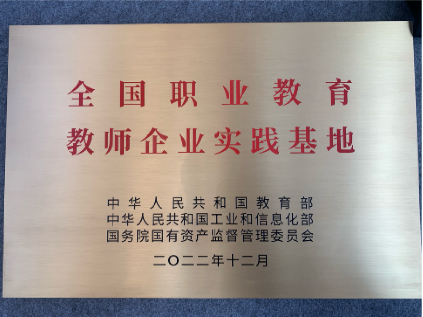 全国职业教育
教师企业实践基地
中华人民共和国教育部
中华人民共和国工业和信息化部
国务院国有资产监督管理委员会
二〇二二年十二月